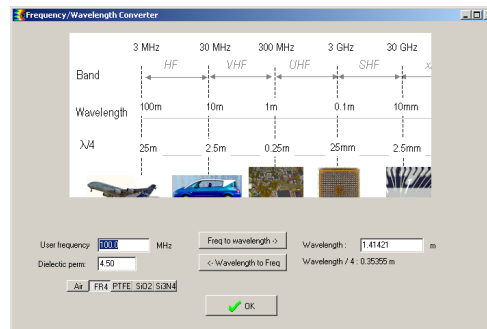 Frequency/Wavelength Converter
3 MHz 30 MHz 300 MHz 3 GHz 30 GHz
Band HF VHF UHF SHF
Wavelength 100m 10m 1m 0.1m 10mm
λ/4 25m 2.5m 0.25m 25mm 2.5mm
User frequency 100.0 MHz Freq to wavelength -> Wavelength : 1.41421 m
Dielectic perm: 4.50 <- Wavelength to Freq Wavelength / 4 : 0.35355 m
Air FR4 PTFE SiO2 Si3N4
OK